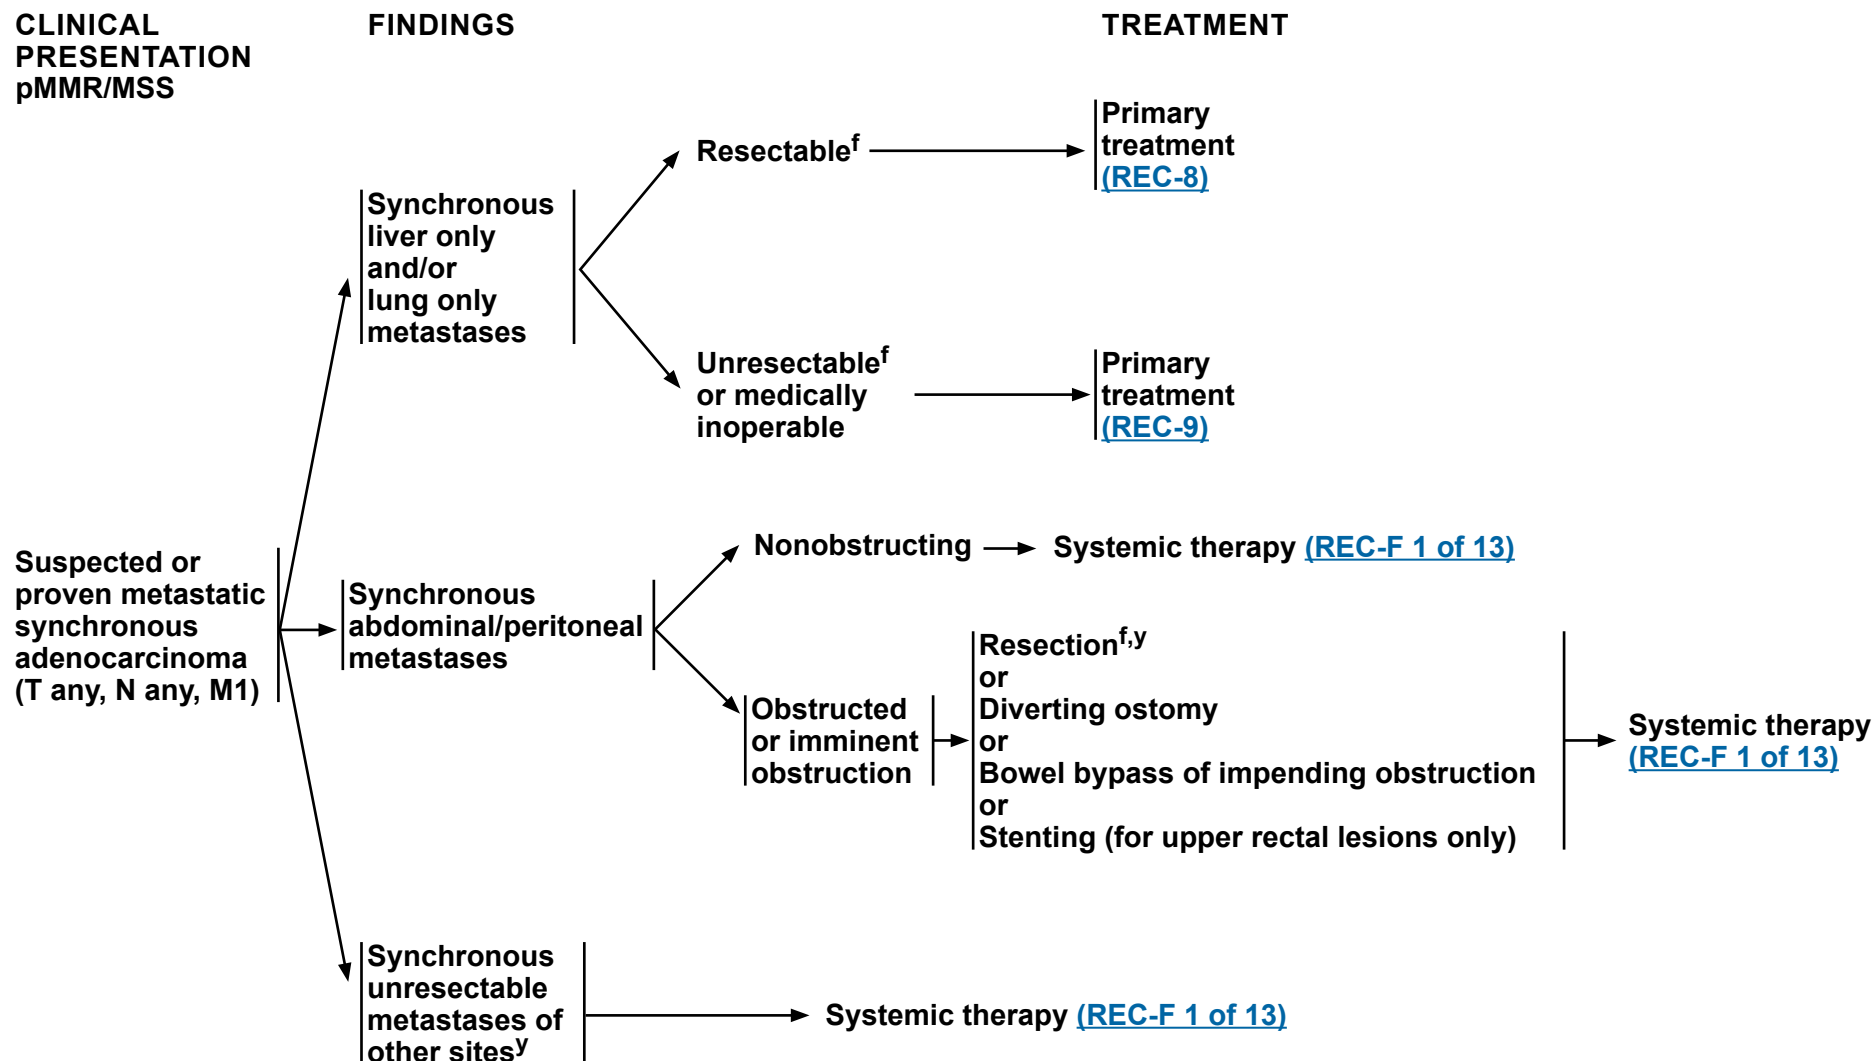 CLINICAL
PRESENTATION
pMMR/MSS
FINDINGS
TREATMENT
Suspected or
proven metastatic
synchronous
adenocarcinoma
(T any, N any, M1)
Synchronous
liver only
and/or
lung only
metastases
Resectableᶠ
Primary
treatment
(REC-8)
Unresectableᶠ
or medically
inoperable
Primary
treatment
(REC-9)
Synchronous
abdominal/peritoneal
metastases
Nonobstructing
Systemic therapy (REC-F 1 of 13)
Obstructed
or imminent
obstruction
Resectionᶠ,ʸ
or
Diverting ostomy
or
Bowel bypass of impending obstruction
or
Stenting (for upper rectal lesions only)
Systemic therapy
(REC-F 1 of 13)
Synchronous
unresectable
metastases of
other sitesʸ
Systemic therapy (REC-F 1 of 13)